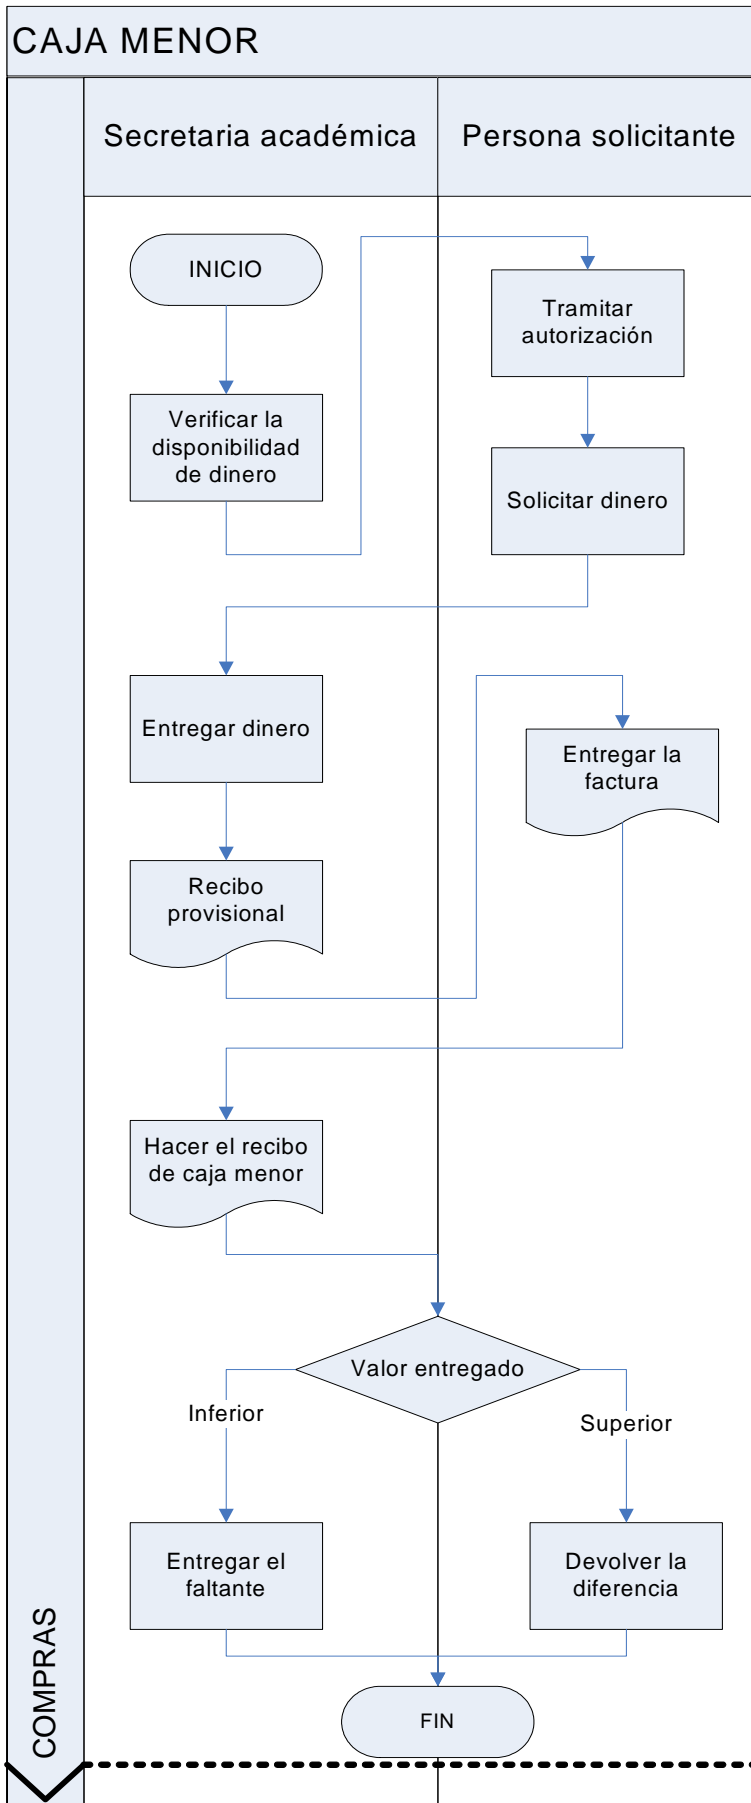 CAJA MENOR
Secretaria académica
Persona solicitante
INICIO
Tramitar
autorización
Verificar la
disponibilidad
de dinero
Solicitar dinero
Entregar dinero
Entregar la
factura
Recibo
provisional
Hacer el recibo
de caja menor
Valor entregado
Inferior
Superior
Entregar el
faltante
Devolver la
diferencia
COMPRAS
FIN